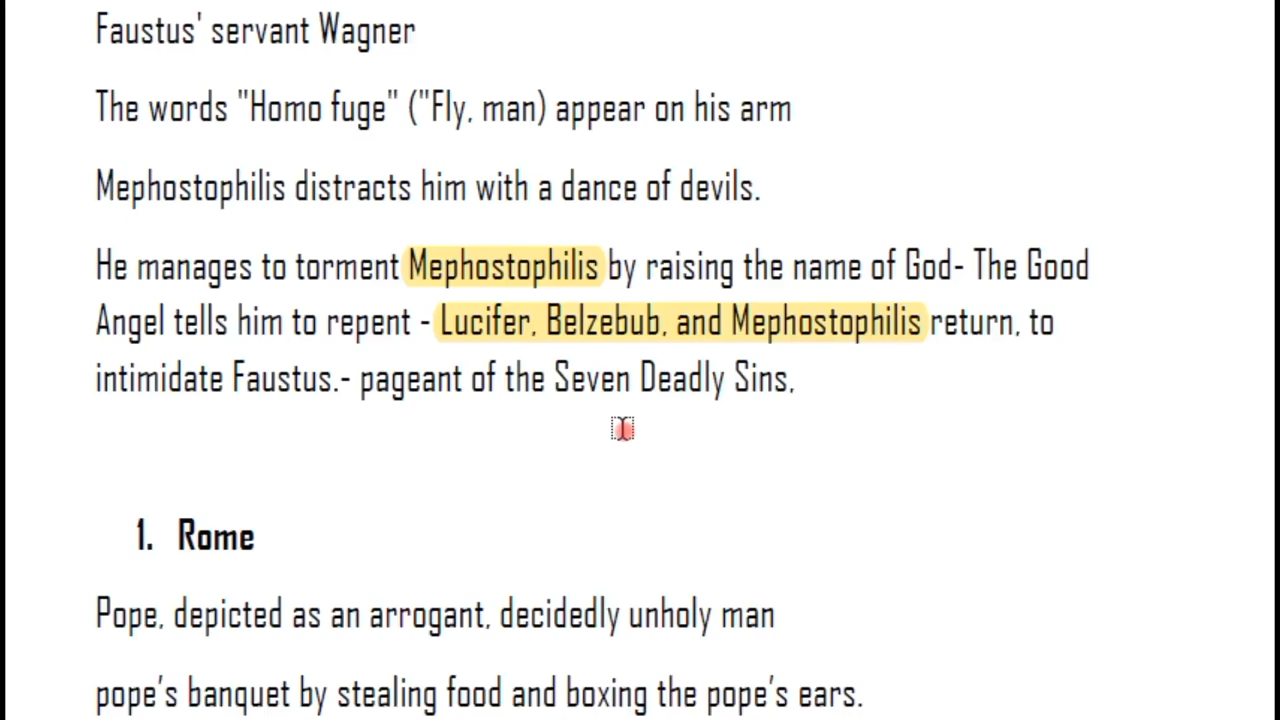 Faustus' servant Wagner
The words "Homo fuge" ("Fly, man) appear on his arm
Mephostophilis distracts him with a dance of devils.
He manages to torment Mephostophilis by raising the name of God- The Good
Angel tells him to repent - Lucifer, Belzebub, and Mephostophilis return, to
intimidate Faustus.- pageant of the Seven Deadly Sins,
1. Rome
Pope, depicted as an arrogant, decidedly unholy man
pope's banquet by stealing food and boxing the pope's ears.